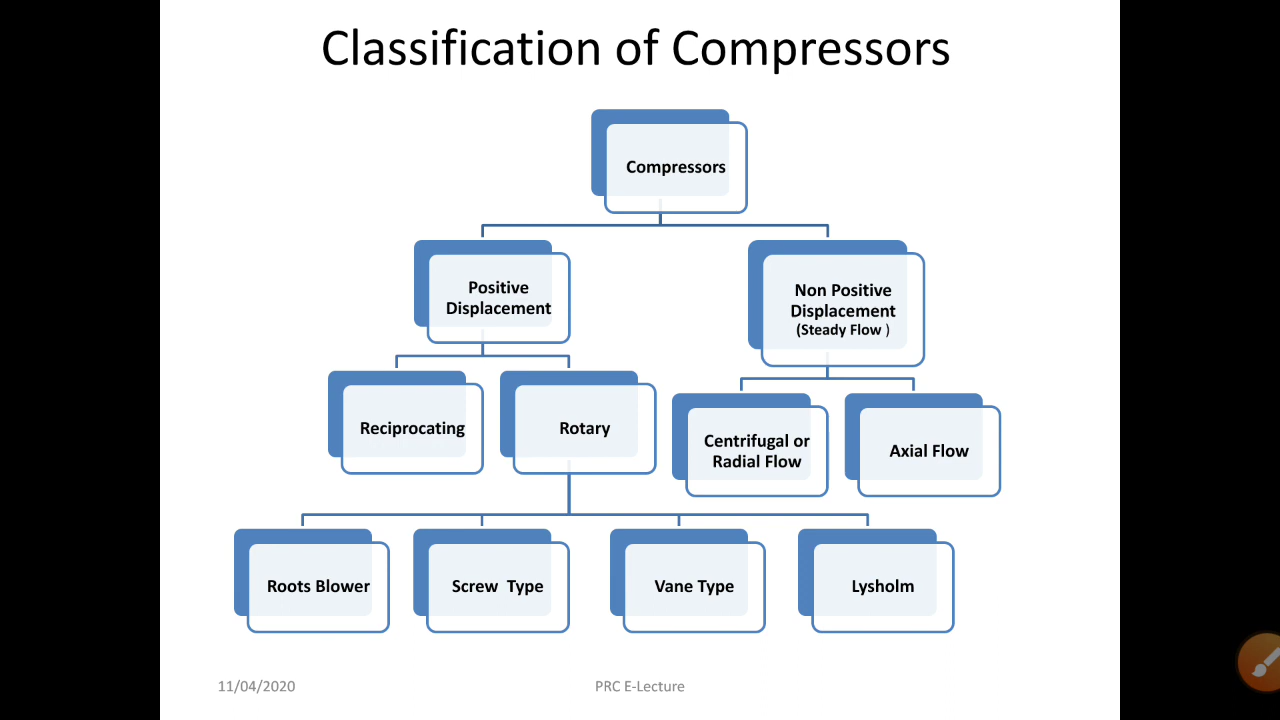 Classification of Compressors
Compressors
Positive
Displacement
Non Positive
Displacement
(Steady Flow )
Reciprocating
Rotary
Centrifugal or
Radial Flow
Axial Flow
Roots Blower
Screw  Type
Vane Type
Lysholm
11/04/2020
PRC E-Lecture